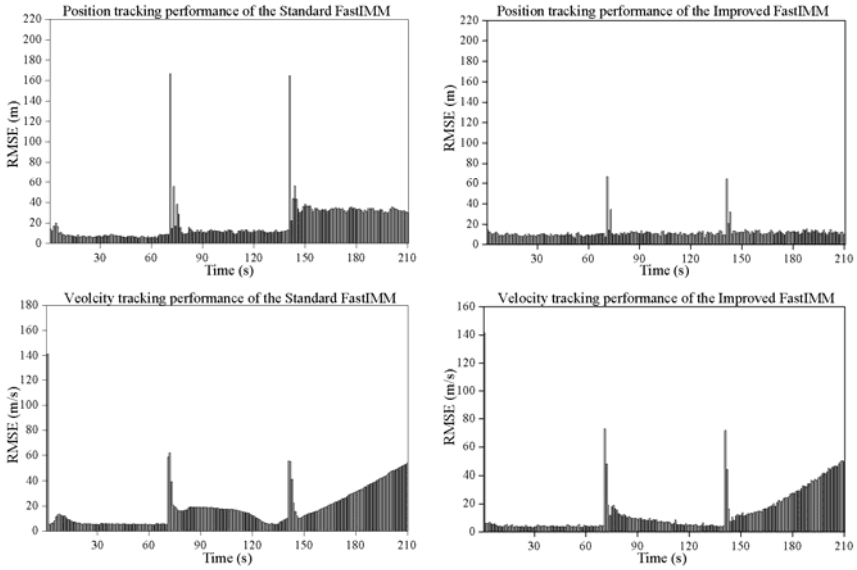 Position tracking performance of the Standard FastIMM
220
200
180
160
140
120
100
80
60
40
20
0
RMSE (m)
30 60 90 120 150 180 210
Time (s)
Position tracking performance of the Improved FastIMM
220
200
180
160
140
120
100
80
60
40
20
0
RMSE (m)
30 60 90 120 150 180 210
Time (s)
Veolcity tracking performance of the Standard FastIMM
180
160
140
120
100
80
60
40
20
0
RMSE (m/s)
30 60 90 120 150 180 210
Time (s)
Velocity tracking performance of the Improved FastIMM
160
140
120
100
80
60
40
20
0
RMSE (m/s)
30 60 90 120 150 180 210
Time (s)